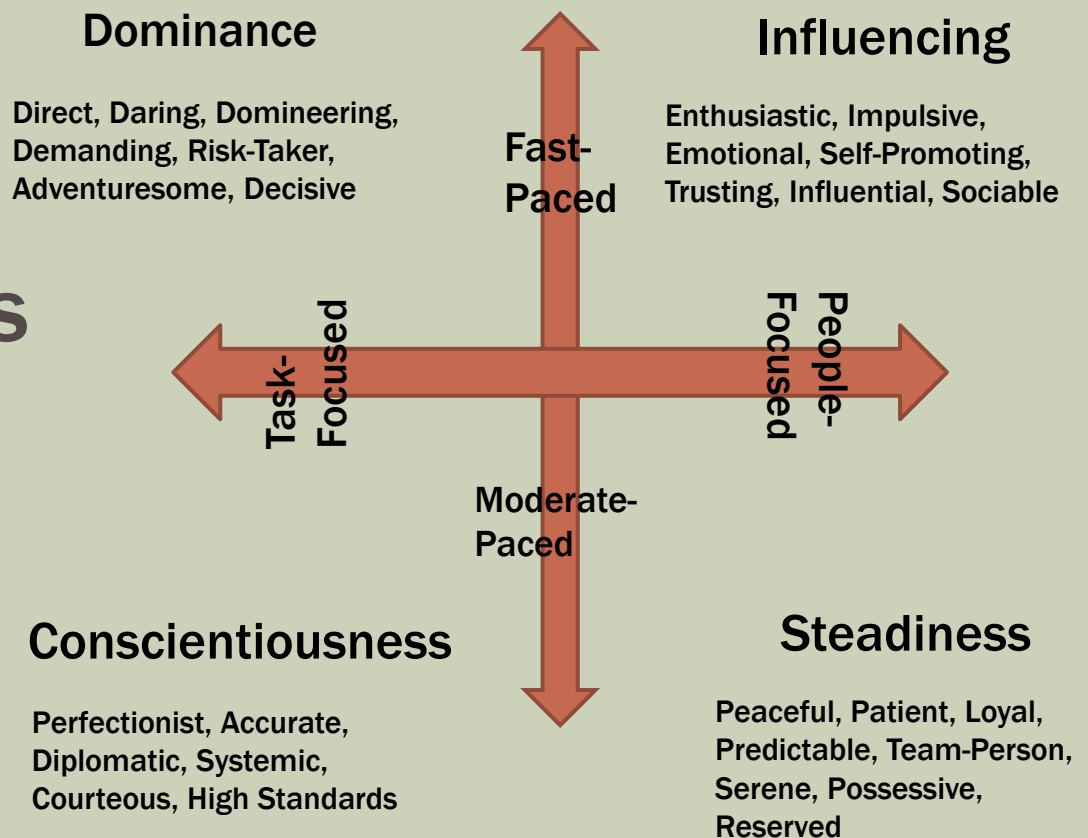 Dominance
Direct, Daring, Domineering,
Demanding, Risk-Taker,
Adventuresome, Decisive
Fast-
Paced
Influencing
Enthusiastic, Impulsive,
Emotional, Self-Promoting,
Trusting, Influential, Sociable
s
Task-
Focused
People-
Focused
Moderate-
Paced
Conscientiousness
Perfectionist, Accurate,
Diplomatic, Systemic,
Courteous, High Standards
Steadiness
Peaceful, Patient, Loyal,
Predictable, Team-Person,
Serene, Possessive,
Reserved